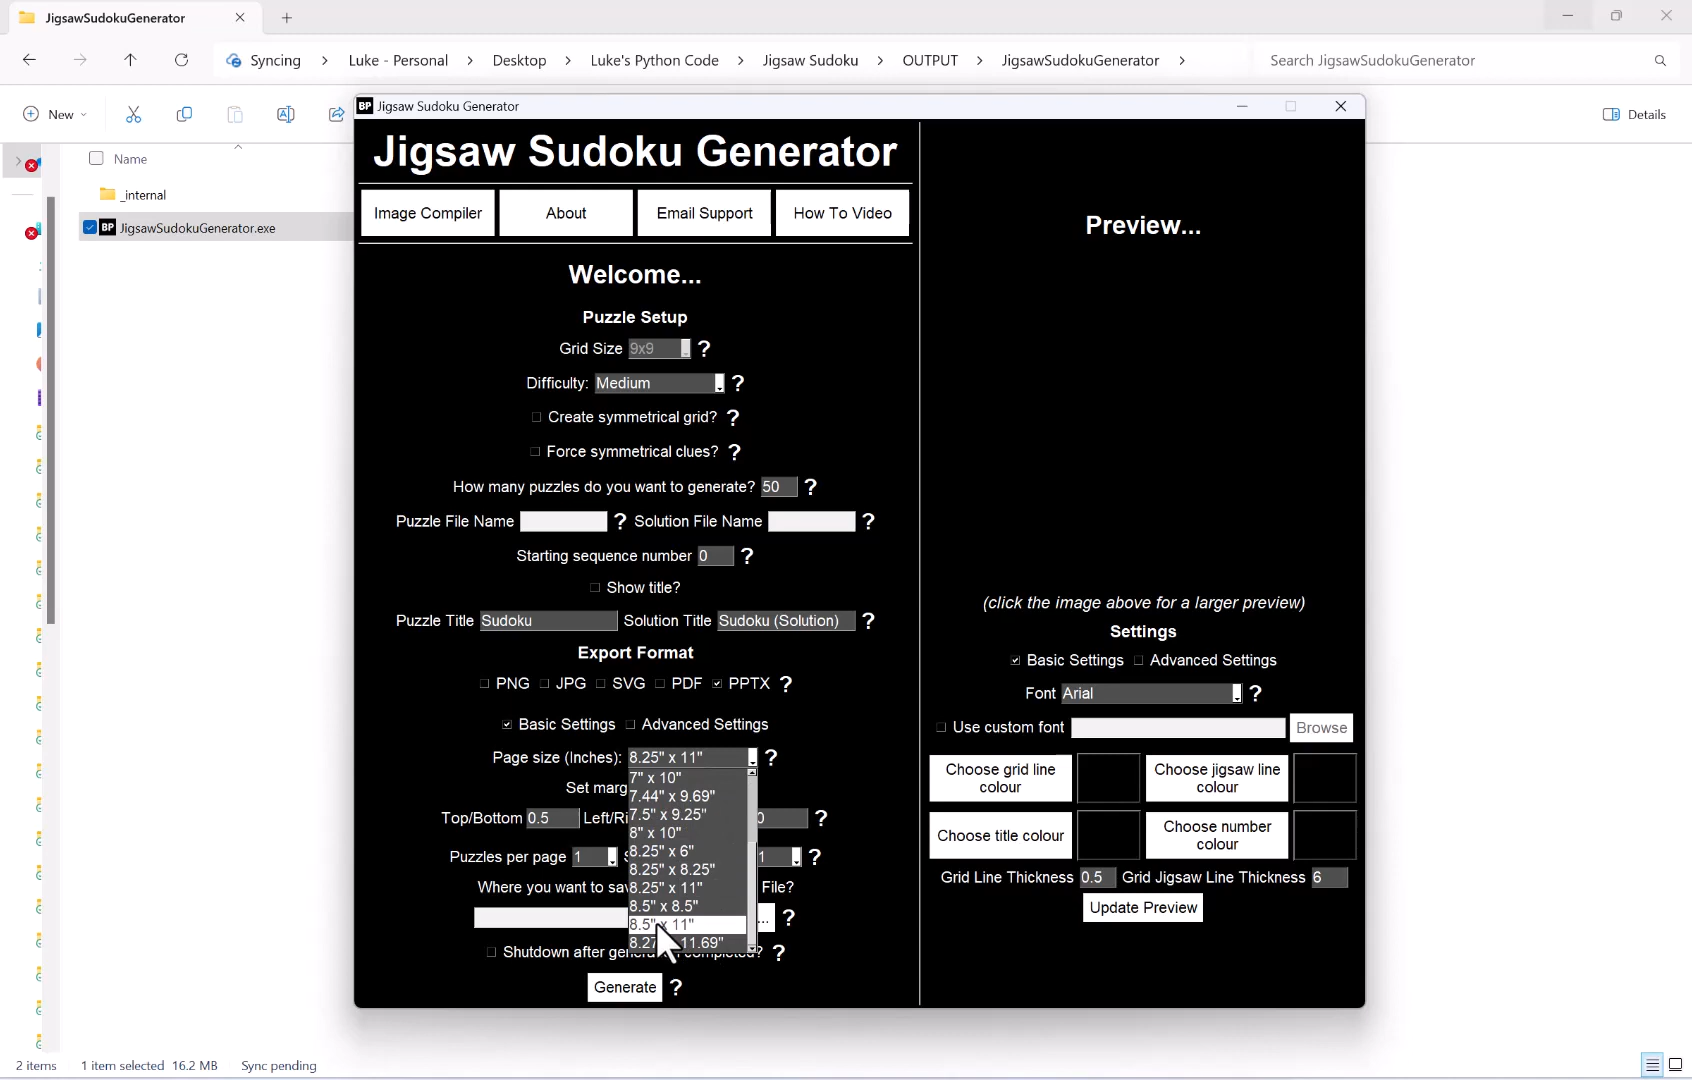 JigsawSudokuGenerator
Syncing > Luke - Personal > Desktop > Luke's Python Code > Jigsaw Sudoku > OUTPUT > JigsawSudokuGenerator >
Search JigsawSudokuGenerator
New
Details
Name
_internal
BP JigsawSudokuGenerator.exe
BP Jigsaw Sudoku Generator
Jigsaw Sudoku Generator
Image Compiler
About
Email Support
How To Video
Welcome...
Puzzle Setup
Grid Size 9x9 ?
Difficulty: Medium ?
Create symmetrical grid? ?
Force symmetrical clues? ?
How many puzzles do you want to generate? 50 ?
Puzzle File Name ? Solution File Name ?
Starting sequence number 0 ?
Show title?
Puzzle Title Sudoku Solution Title Sudoku (Solution) ?
Export Format
PNG JPG SVG PDF PPTX ?
Basic Settings Advanced Settings
Page size (Inches): 8.25" x 11" ?
7" x 10"
7.44" x 9.69"
7.5" x 9.25"
8" x 10"
8.25" x 6"
8.25" x 8.25"
8.25" x 11"
8.5" x 8.5"
8.5" x 11"
11.69"
Set
Top/Bottom 0.5 ?
Puzzles per page 1 1 ?
Where you want to File?
... ?
Shutdown after ?
Generate ?
Preview...
(click the image above for a larger preview)
Settings
Basic Settings Advanced Settings
Font Arial ?
Use custom font Browse
Choose grid line colour
Choose jigsaw line colour
Choose title colour
Choose number colour
Grid Line Thickness 0.5 Grid Jigsaw Line Thickness 6
Update Preview
2 items 1 item selected 16.2 MB Sync pending